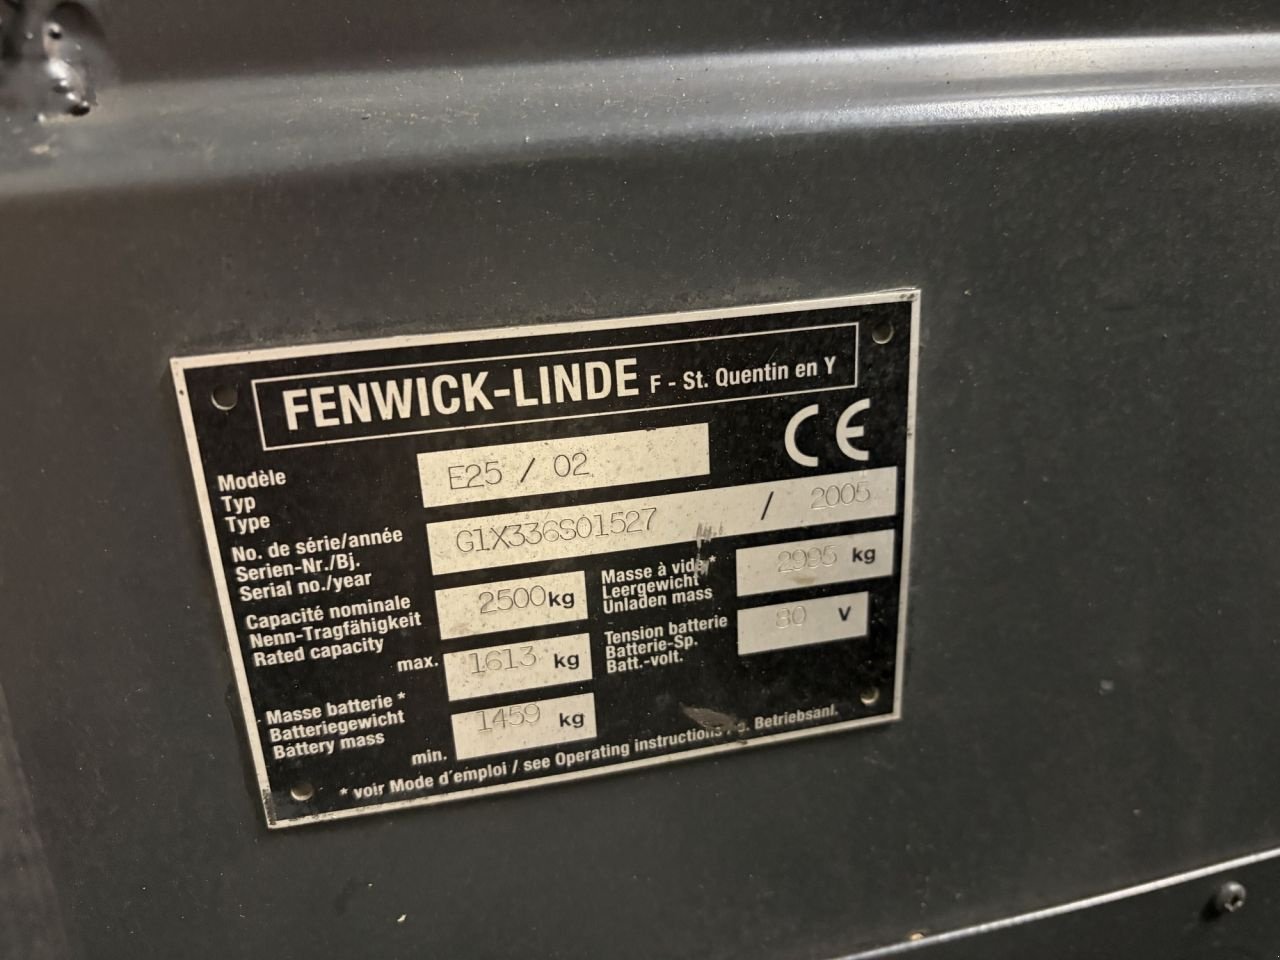 FENWICK-LINDE F - St. Quentin en Y
CE
Modèle
Typ
Type
E25 / 02
No. de série/année
Serien-Nr./Bj.
Serial no./year
G1X336S01527 / 2005
Capacité nominale
Nenn-Tragfähigkeit
Rated capacity
2500 kg
Masse à vide *
Leergewicht
Unladen mass
2995 kg
Masse batterie *
Batteriegewicht
Battery mass
max. 1613 kg
min. 1459 kg
Tension batterie
Batterie-Sp.
Batt.-volt.
80 V
* voir Mode d'emploi / see Operating instructions / Betriebsanl.